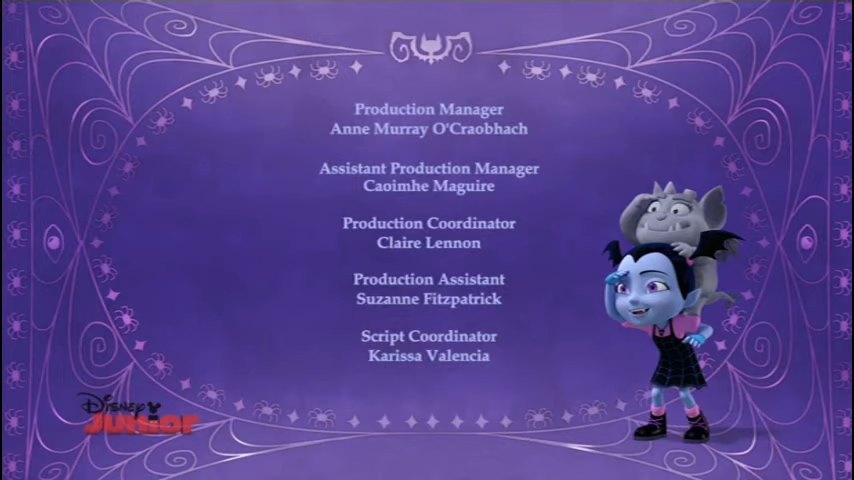 Production Manager
Anne Murray O'Craobhach
Assistant Production Manager
Caoimhe Maguire
Production Coordinator
Claire Lennon
Production Assistant
Suzanne Fitzpatrick
Script Coordinator
Karissa Valencia
Disney
Junior